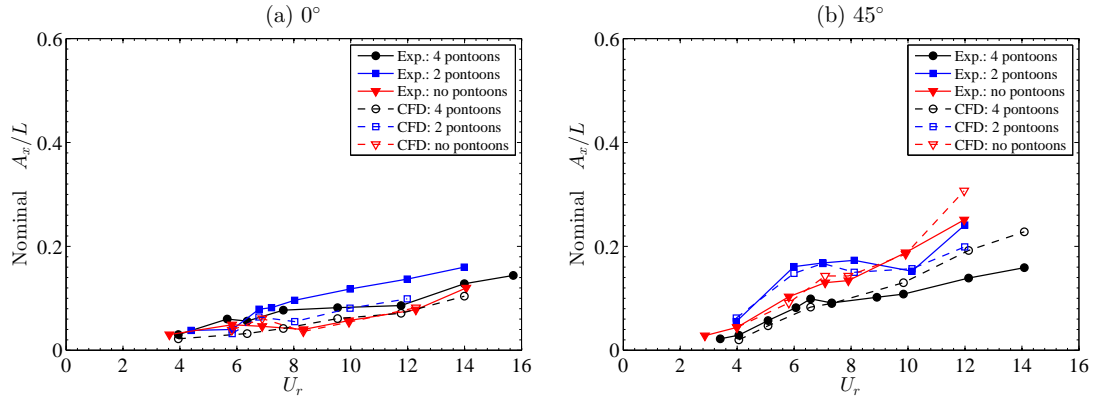 (a) 0°
Nominal A_x/L
0.6
0.4
0.2
0
0 2 4 6 8 10 12 14 16
U_r
Exp.: 4 pontoons
Exp.: 2 pontoons
Exp.: no pontoons
CFD: 4 pontoons
CFD: 2 pontoons
CFD: no pontoons
(b) 45°
Nominal A_x/L
0.6
0.4
0.2
0
0 2 4 6 8 10 12 14 16
U_r
Exp.: 4 pontoons
Exp.: 2 pontoons
Exp.: no pontoons
CFD: 4 pontoons
CFD: 2 pontoons
CFD: no pontoons